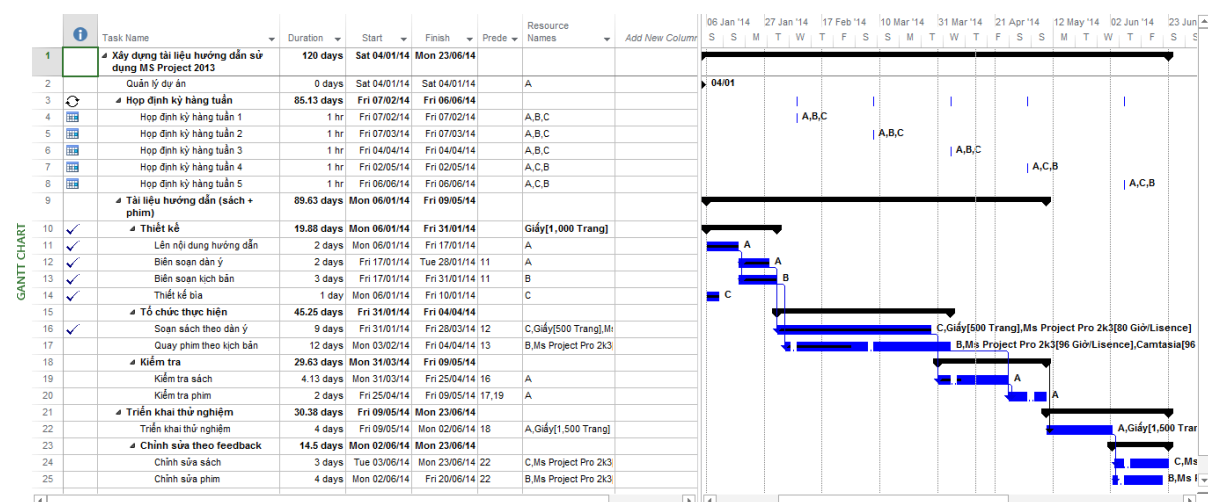 06 Jan '14 27 Jan '14 17 Feb '14 10 Mar '14 31 Mar '14 21 Apr '14 12 May '14 02 Jun '14 23 Jun
Task Name Duration Start Finish Prede Resource Names Add New Column S S M T W T F S S M T W T F S S M T W T F S S
1 Xây dựng tài liệu hướng dẫn sử dụng MS Project 2013 120 days Sat 04/01/14 Mon 23/06/14
2 Quản lý dự án 0 days Sat 04/01/14 Sat 04/01/14 A 04/01
3 Họp định kỳ hàng tuần 85.13 days Fri 07/02/14 Fri 06/06/14
4 Họp định kỳ hàng tuần 1 1 hr Fri 07/02/14 Fri 07/02/14 A,B,C A,B,C
5 Họp định kỳ hàng tuần 2 1 hr Fri 07/03/14 Fri 07/03/14 A,B,C A,B,C
6 Họp định kỳ hàng tuần 3 1 hr Fri 04/04/14 Fri 04/04/14 A,B,C A,B,C
7 Họp định kỳ hàng tuần 4 1 hr Fri 02/05/14 Fri 02/05/14 A,C,B A,C,B
8 Họp định kỳ hàng tuần 5 1 hr Fri 06/06/14 Fri 06/06/14 A,C,B A,C,B
9 Tài liệu hướng dẫn (sách + phim) 89.63 days Mon 06/01/14 Fri 09/05/14
10 Thiết kế 19.88 days Mon 06/01/14 Fri 31/01/14 Giấy[1,000 Trang]
11 Lên nội dung hướng dẫn 2 days Mon 06/01/14 Fri 17/01/14 A A
12 Biên soạn dàn ý 2 days Fri 17/01/14 Tue 28/01/14 11 A A
13 Biên soạn kịch bản 3 days Fri 17/01/14 Fri 31/01/14 11 B B
14 Thiết kế bìa 1 day Mon 06/01/14 Fri 10/01/14 C C
15 Tổ chức thực hiện 45.25 days Fri 31/01/14 Fri 04/04/14
16 Soạn sách theo dàn ý 9 days Fri 31/01/14 Fri 28/03/14 12 C,Giấy[500 Trang],Ms C,Giấy[500 Trang],Ms Project Pro 2k3[80 Giờ/Lisence]
17 Quay phim theo kịch bản 12 days Mon 03/02/14 Fri 04/04/14 13 B,Ms Project Pro 2k3 B,Ms Project Pro 2k3[96 Giờ/Lisence],Camtasia[96
18 Kiểm tra 29.63 days Mon 31/03/14 Fri 09/05/14
19 Kiểm tra sách 4.13 days Mon 31/03/14 Fri 25/04/14 16 A A
20 Kiểm tra phim 2 days Fri 25/04/14 Fri 09/05/14 17,19 A A
21 Triển khai thử nghiệm 30.38 days Fri 09/05/14 Mon 23/06/14
22 Triển khai thử nghiệm 4 days Fri 09/05/14 Mon 02/06/14 18 A,Giấy[1,500 Trang] A,Giấy[1,500 Tran
23 Chỉnh sửa theo feedback 14.5 days Mon 02/06/14 Mon 23/06/14
24 Chỉnh sửa sách 3 days Tue 03/06/14 Mon 23/06/14 22 C,Ms Project Pro 2k3 C,Ms
25 Chỉnh sửa phim 4 days Mon 02/06/14 Fri 20/06/14 22 B,Ms Project Pro 2k3 B,Ms
GANTT CHART